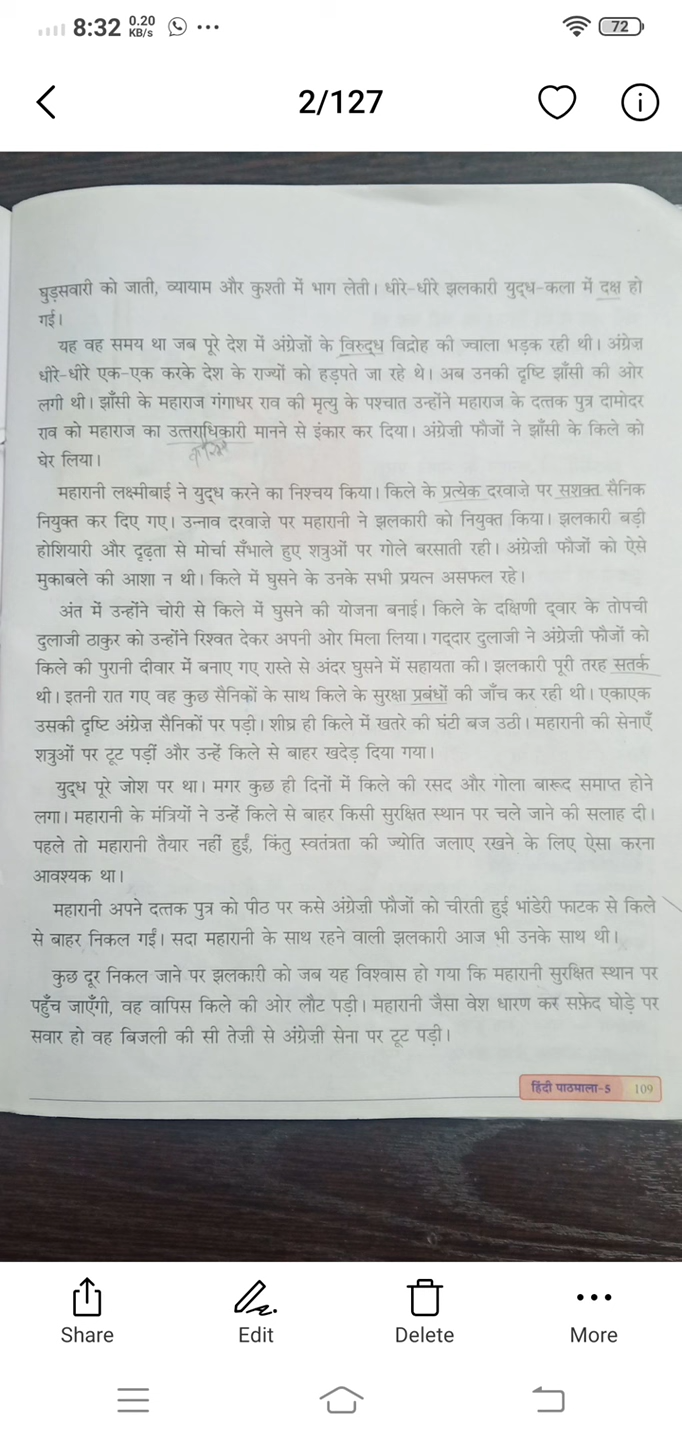 8:32 0.20 KB/s ... 72
2/127
घुड़सवारी को जाती, व्यायाम और कुश्ती में भाग लेती। धीरे-धीरे झलकारी युद्ध-कला में दक्ष हो
गई।
यह वह समय था जब पूरे देश में अंग्रेज़ों के विरुद्ध विद्रोह की ज्वाला भड़क रही थी। अंग्रेज़
धीरे-धीरे एक-एक करके देश के राज्यों को हड़पते जा रहे थे। अब उनकी दृष्टि झाँसी की ओर
लगी थी। झाँसी के महाराज गंगाधर राव की मृत्यु के पश्चात उन्होंने महाराज के दत्तक पुत्र दामोदर
राव को महाराज का उत्तराधिकारी मानने से इंकार कर दिया। अंग्रेज़ी फौजों ने झाँसी के किले को
घेर लिया।
महारानी लक्ष्मीबाई ने युद्ध करने का निश्चय किया। किले के प्रत्येक दरवाज़े पर सशक्त सैनिक
नियुक्त कर दिए गए। उन्नाव दरवाज़े पर महारानी ने झलकारी को नियुक्त किया। झलकारी बड़ी
होशियारी और दृढ़ता से मोर्चा सँभाले हुए शत्रुओं पर गोले बरसाती रही। अंग्रेज़ी फौजों को ऐसे
मुकाबले की आशा न थी। किले में घुसने के उनके सभी प्रयत्न असफल रहे।
अंत में उन्होंने चोरी से किले में घुसने की योजना बनाई। किले के दक्षिणी द्वार के तोपची
दुलाजी ठाकुर को उन्होंने रिश्वत देकर अपनी ओर मिला लिया। गद्दार दुलाजी ने अंग्रेज़ी फौजों को
किले की पुरानी दीवार में बनाए गए रास्ते से अंदर घुसने में सहायता की। झलकारी पूरी तरह सतर्क
थी। इतनी रात गए वह कुछ सैनिकों के साथ किले के सुरक्षा प्रबंधों की जाँच कर रही थी। एकाएक
उसकी दृष्टि अंग्रेज़ सैनिकों पर पड़ी। शीघ्र ही किले में खतरे की घंटी बज उठी। महारानी की सेनाएँ
शत्रुओं पर टूट पड़ीं और उन्हें किले से बाहर खदेड़ दिया गया।
युद्ध पूरे जोश पर था। मगर कुछ ही दिनों में किले की रसद और गोला बारूद समाप्त होने
लगा। महारानी के मंत्रियों ने उन्हें किले से बाहर किसी सुरक्षित स्थान पर चले जाने की सलाह दी।
पहले तो महारानी तैयार नहीं हुईं, किंतु स्वतंत्रता की ज्योति जलाए रखने के लिए ऐसा करना
आवश्यक था।
महारानी अपने दत्तक पुत्र को पीठ पर कसे अंग्रेज़ी फौजों को चीरती हुई भांडेरी फाटक से किले
से बाहर निकल गईं। सदा महारानी के साथ रहने वाली झलकारी आज भी उनके साथ थी।
कुछ दूर निकल जाने पर झलकारी को जब यह विश्वास हो गया कि महारानी सुरक्षित स्थान पर
पहुँच जाएँगी, वह वापिस किले की ओर लौट पड़ी। महारानी जैसा वेश धारण कर सफ़ेद घोड़े पर
सवार हो वह बिजली की सी तेज़ी से अंग्रेज़ी सेना पर टूट पड़ी।
हिंदी पाठमाला-5 109
Share Edit Delete More